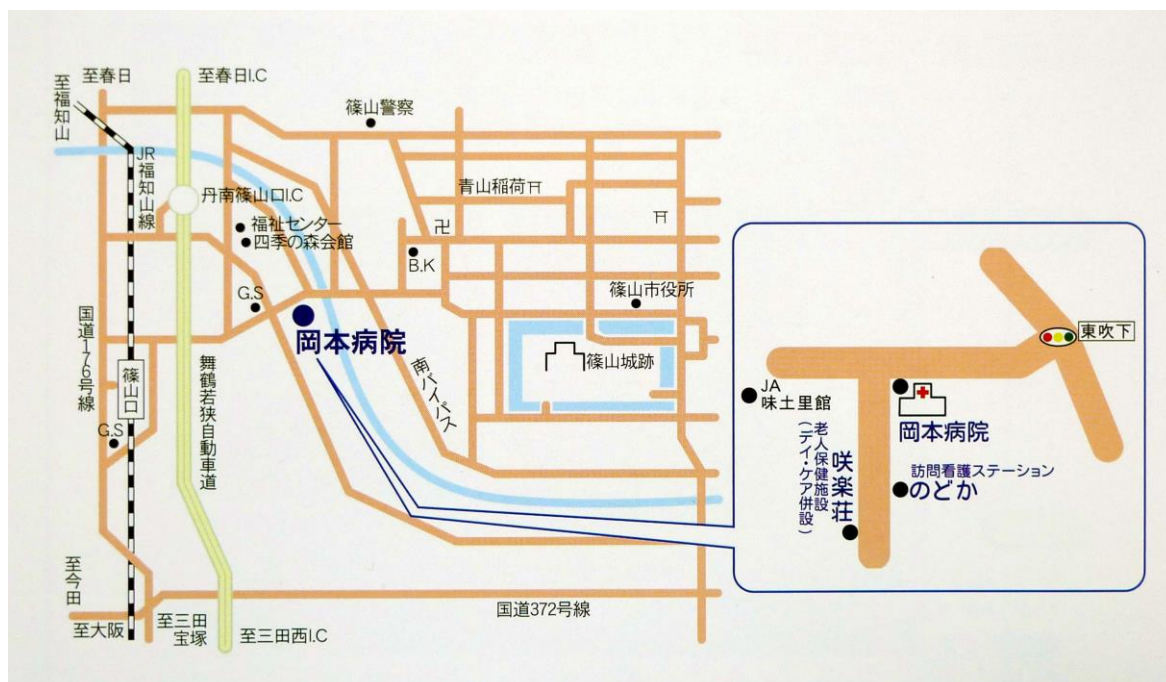 至春日
至春日I.C
至福知山
篠山警察
JR福知山線
丹南篠山口I.C
青山稲荷
福祉センター
四季の森会館
卍
B.K
G.S
篠山市役所
岡本病院
篠山城跡
国道176号線
篠山口
舞鶴若狭自動車道
南バイパス
G.S
至今田
至大阪
至三田
宝塚
至三田西I.C
国道372号線
東吹下
JA
味土里館
岡本病院
訪問看護ステーション
のどか
咲楽荘
老人保健施設
(デイ・ケア併設)